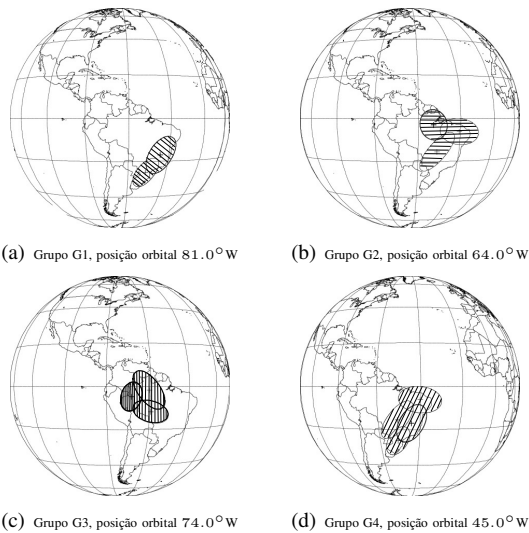 (a) Grupo G1, posição orbital 81.0°W
(b) Grupo G2, posição orbital 64.0°W
(c) Grupo G3, posição orbital 74.0°W
(d) Grupo G4, posição orbital 45.0°W